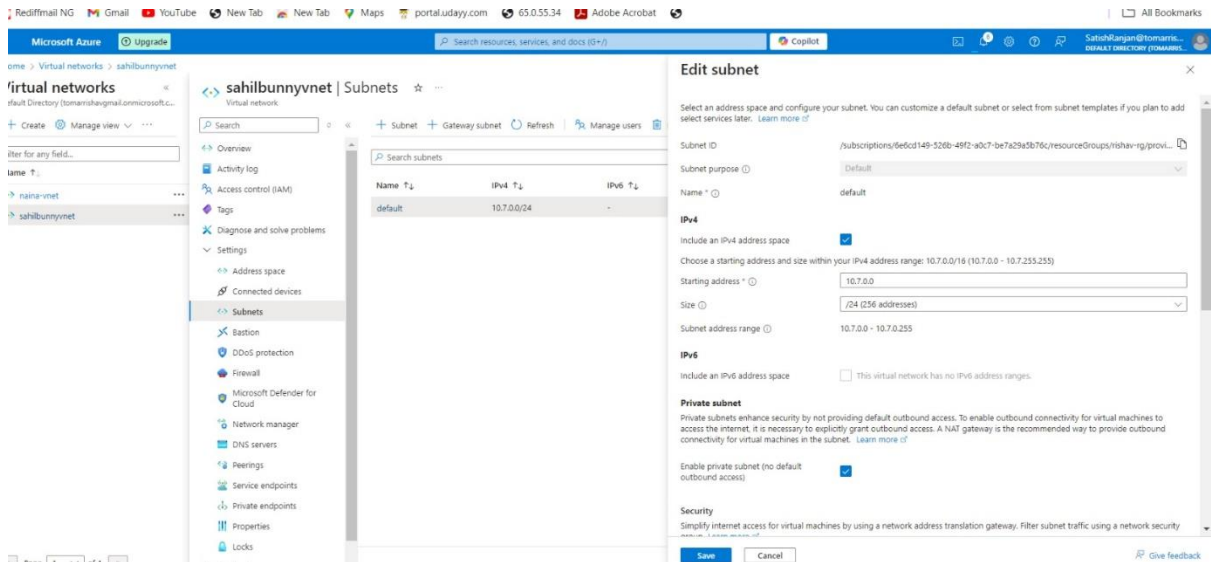 Rediffmail NG Gmail YouTube New Tab New Tab Maps portal.udayy.com 65.0.55.34 Adobe Acrobat
All Bookmarks
Microsoft Azure Upgrade Search resources, services, and docs (G+/) Copilot
SatishRanjan@tomarris...
DEFAULT DIRECTORY (TOMARRIS...
ome > Virtual networks > sahilbunnyvnet
Virtual networks «
efault Directory (tomarrishavgmail.onmicrosoft.c...
+ Create Manage view ...
ilter for any field...
lame ↑
naina-vnet ...
sahilbunnyvnet ...
sahilbunnyvnet | Subnets ☆ ...
Virtual network
Search
Overview
Activity log
Access control (IAM)
Tags
Diagnose and solve problems
Settings
Address space
Connected devices
Subnets
Bastion
DDoS protection
Firewall
Microsoft Defender for
Cloud
Network manager
DNS servers
Peerings
Service endpoints
Private endpoints
Properties
Locks
+ Subnet + Gateway subnet Refresh Manage users
Search subnets
Name ↑↓ IPv4 ↑↓ IPv6 ↑↓
default 10.7.0.0/24 -
Edit subnet
Select an address space and configure your subnet. You can customize a default subnet or select from subnet templates if you plan to add
select services later. Learn more
Subnet ID /subscriptions/6e6cd149-526b-49f2-a0c7-be7a29a5b76c/resourceGroups/rishav-rg/provi...
Subnet purpose Default
Name * default
IPv4
Include an IPv4 address space
Choose a starting address and size within your IPv4 address range: 10.7.0.0/16 (10.7.0.0 - 10.7.255.255)
Starting address * 10.7.0.0
Size /24 (256 addresses)
Subnet address range 10.7.0.0 - 10.7.0.255
IPv6
Include an IPv6 address space This virtual network has no IPv6 address ranges.
Private subnet
Private subnets enhance security by not providing default outbound access. To enable outbound connectivity for virtual machines to
access the internet, it is necessary to explicitly grant outbound access. A NAT gateway is the recommended way to provide outbound
connectivity for virtual machines in the subnet. Learn more
Enable private subnet (no default
outbound access)
Security
Simplify internet access for virtual machines by using a network address translation gateway. Filter subnet traffic using a network security
Save Cancel Give feedback